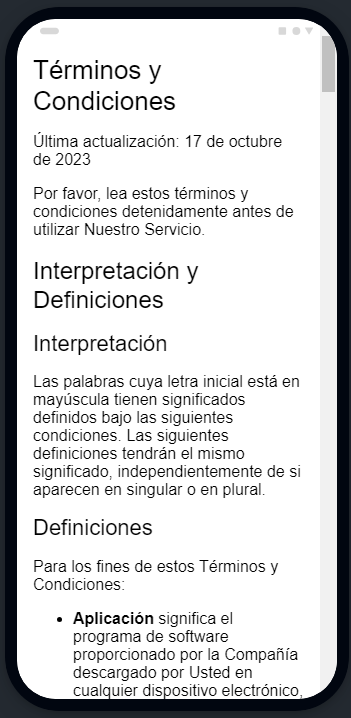 Términos y
Condiciones
Última actualización: 17 de octubre
de 2023
Por favor, lea estos términos y
condiciones detenidamente antes de
utilizar Nuestro Servicio.
Interpretación y
Definiciones
Interpretación
Las palabras cuya letra inicial está en
mayúscula tienen significados
definidos bajo las siguientes
condiciones. Las siguientes
definiciones tendrán el mismo
significado, independientemente de si
aparecen en singular o en plural.
Definiciones
Para los fines de estos Términos y
Condiciones:
• Aplicación significa el
programa de software
proporcionado por la Compañía
descargado por Usted en
cualquier dispositivo electrónico,